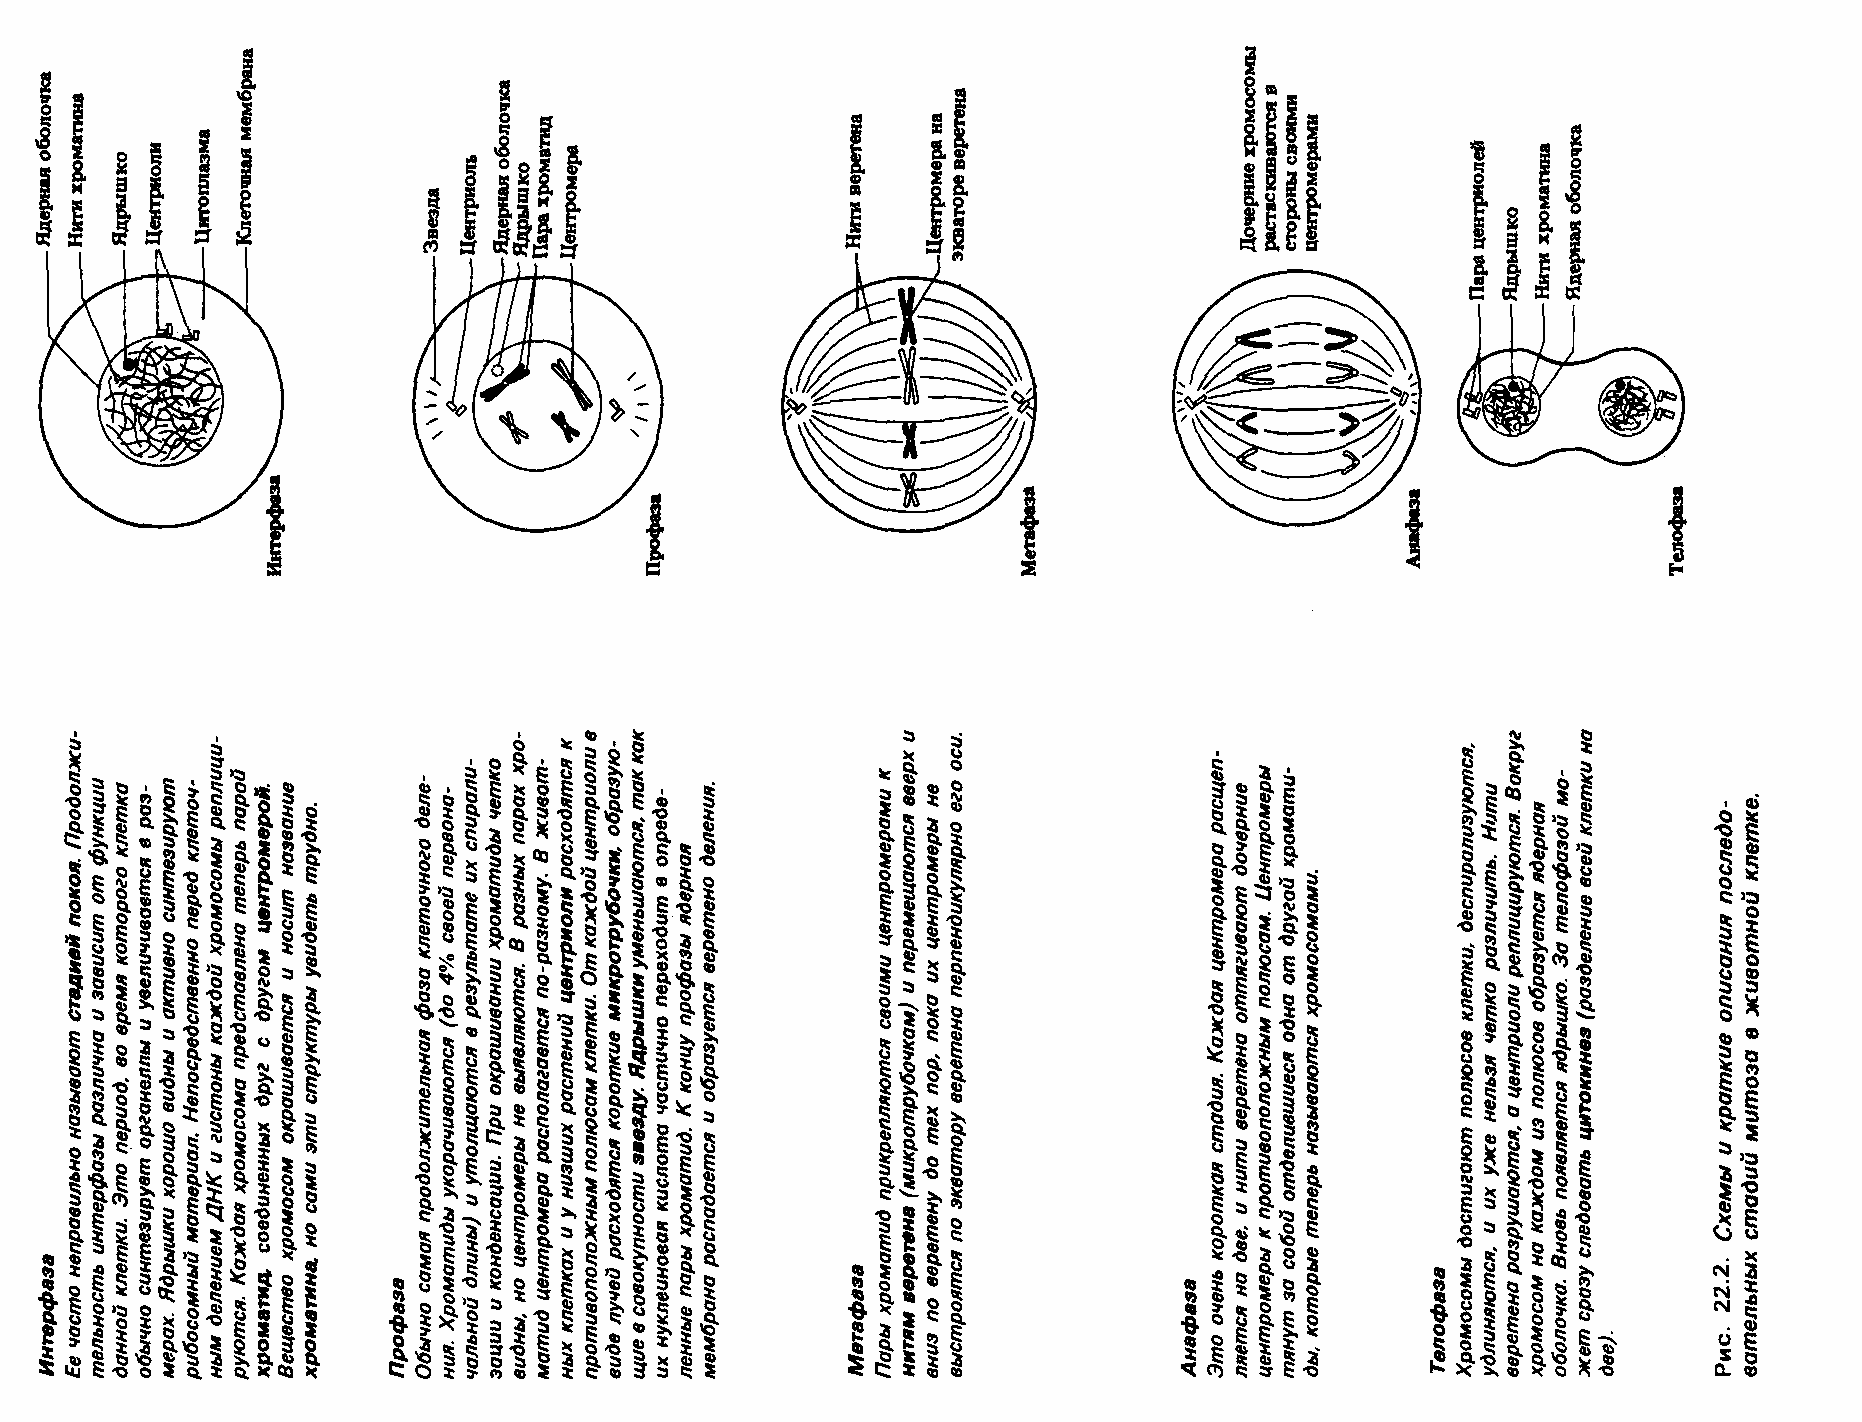 Интерфаза
Ее часто неправильно называют стадией покоя. Продолжи-
тельность интерфазы различна и зависит от функции
данной клетки. Это период, во время которого клетка
обычно синтезирует органеллы и увеличивается в раз-
мерах. Ядрышки хорошо видны и активно синтезируют
рибосомный материал. Непосредственно перед клеточ-
ным делением ДНК и гистоны каждой хромосомы реплици-
руются. Каждая хромосома представлена теперь парой
хроматид, соединенных друг с другом центромерой.
Вещество хромосом окрашивается и носит название
хроматина, но сами эти структуры увидеть трудно.
Ядерная оболочка
Нити хроматина
Ядрышко
Центриоли
Цитоплазма
Клеточная мембрана
Интерфаза
Профаза
Обычно самая продолжительная фаза клеточного деле-
ния. Хроматиды укорачиваются (до 4% своей первона-
чальной длины) и утолщаются в результате их спирали-
зации и конденсации. При окрашивании хроматиды четко
видны, но центромеры не выявляются. В разных парах хро-
матид центромера располагается по-разному. В живот-
ных клетках и у низших растений центриоли расходятся к
противоположным полюсам клетки. От каждой центриоли в
виде лучей расходятся короткие микротрубочки, образую-
щие в совокупности звезду. Ядрышки уменьшаются, так как
их нуклеиновая кислота частично переходит в опреде-
ленные пары хроматид. К концу профазы ядерная
мембрана распадается и образуется веретено деления.
Звезда
Центриоль
Ядерная оболочка
Ядрышко
Пара хроматид
Центромера
Профаза
Метафаза
Пары хроматид прикрепляются своими центромерами к
нитям веретена (микротрубочкам) и перемещаются вверх и
вниз по веретену до тех пор, пока их центромеры не
выстроятся по экватору веретена перпендикулярно его оси.
Нити веретена
Центромера на
экваторе веретена
Метафаза
Анафаза
Это очень короткая стадия. Каждая центромера расщеп-
ляется на две, и нити веретена оттягивают дочерние
центромеры к противоположным полюсам. Центромеры
тянут за собой отделившиеся одна от другой хромати-
ды, которые теперь называются хромосомами.
Дочерние хромосомы
растаскиваются в
стороны своими
центромерами
Анафаза
Телофаза
Хромосомы достигают полюсов клетки, деспирализуются,
удлиняются, и их уже нельзя четко различить. Нити
веретена разрушаются, а центриоли реплицируются. Вокруг
хромосом на каждом из полюсов образуется ядерная
оболочка. Вновь появляется ядрышко. За телофазой мо-
жет сразу следовать цитокинез (разделение всей клетки на
две).
Пара центриолей
Ядрышко
Нити хроматина
Ядерная оболочка
Телофаза
Рис. 22.2. Схемы и краткие описания последо-
вательных стадий митоза в животной клетке.